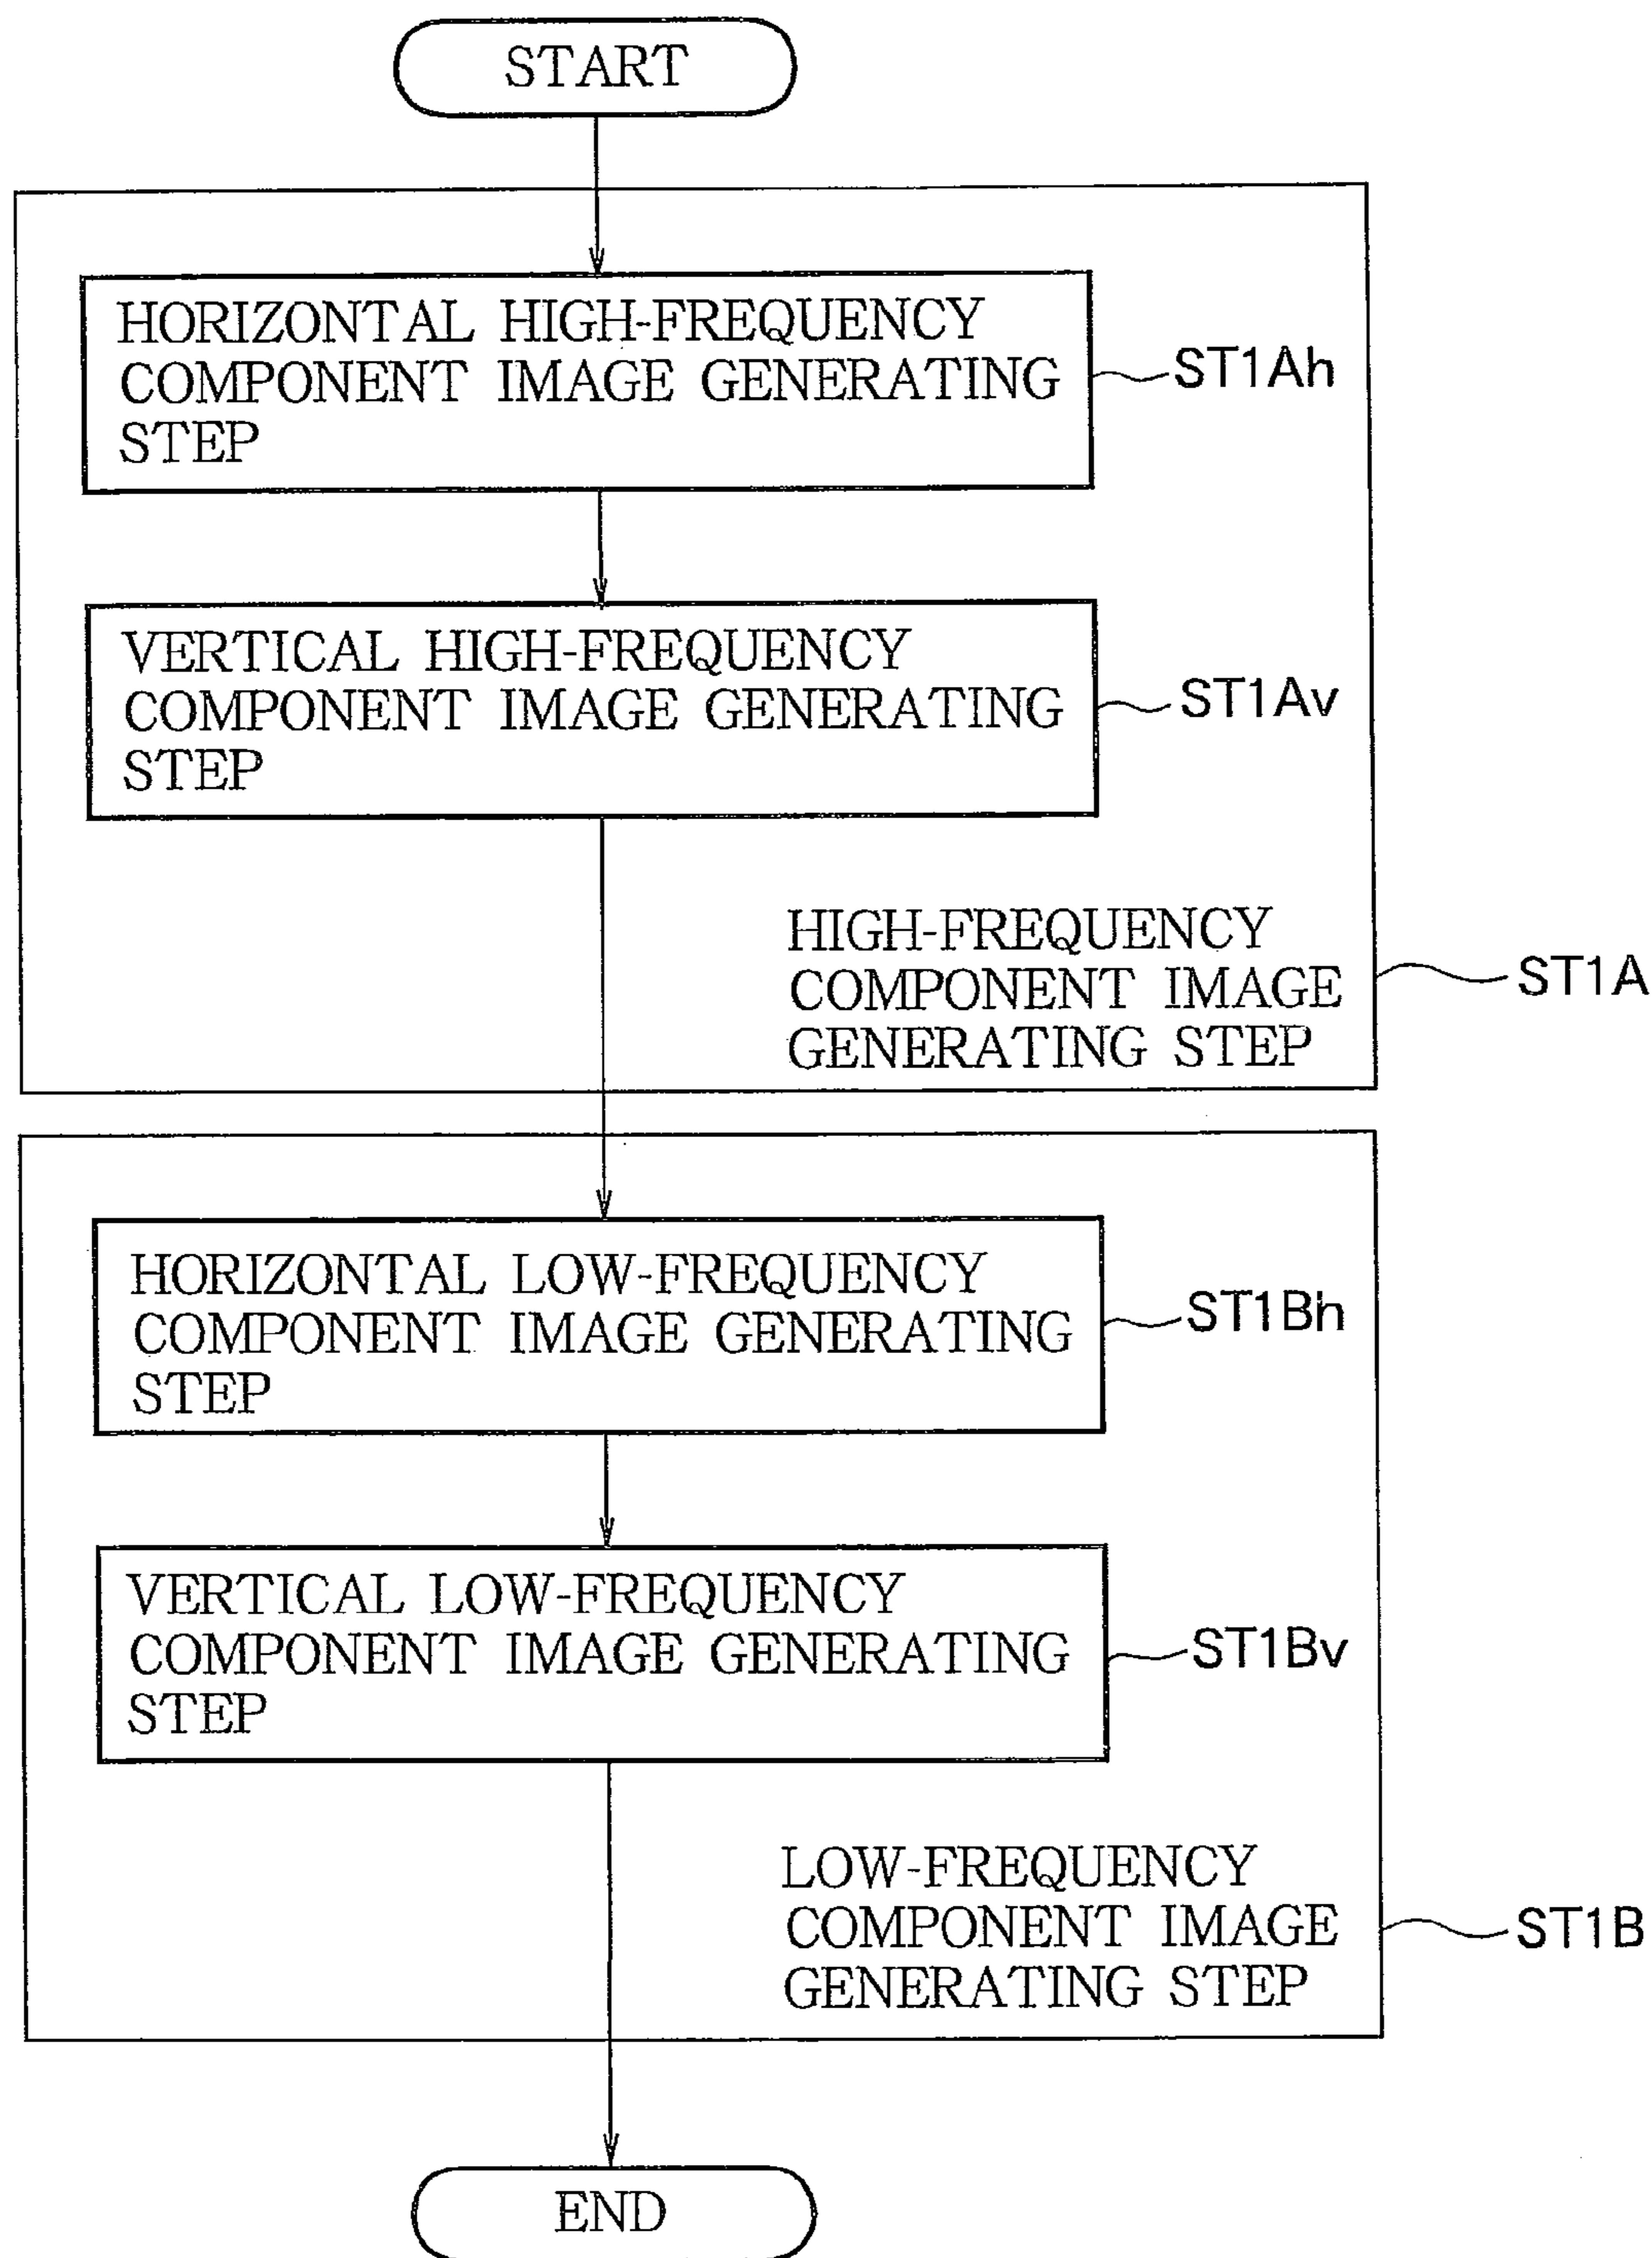 START
HORIZONTAL HIGH-FREQUENCY
COMPONENT IMAGE GENERATING
STEP
ST1Ah
VERTICAL HIGH-FREQUENCY
COMPONENT IMAGE GENERATING
STEP
ST1Av
HIGH-FREQUENCY
COMPONENT IMAGE
GENERATING STEP
ST1A
HORIZONTAL LOW-FREQUENCY
COMPONENT IMAGE GENERATING
STEP
ST1Bh
VERTICAL LOW-FREQUENCY
COMPONENT IMAGE GENERATING
STEP
ST1Bv
LOW-FREQUENCY
COMPONENT IMAGE
GENERATING STEP
ST1B
END